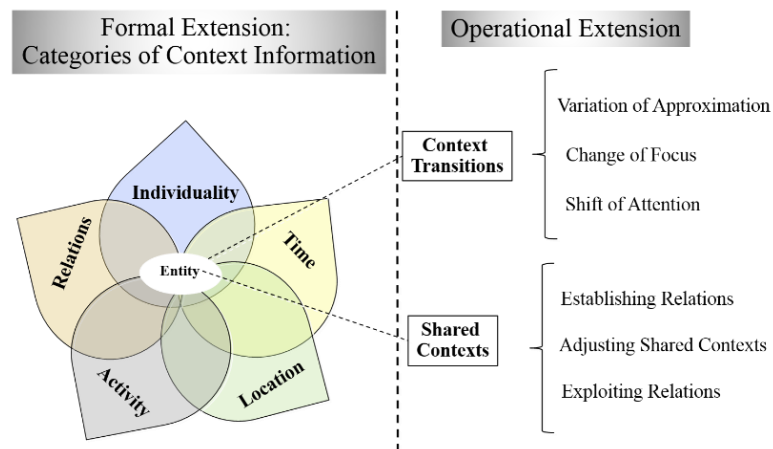 Formal Extension:
Categories of Context Information
Operational Extension
Individuality
Relations
Time
Entity
Activity
Location
Context
Transitions
Variation of Approximation
Change of Focus
Shift of Attention
Shared
Contexts
Establishing Relations
Adjusting Shared Contexts
Exploiting Relations